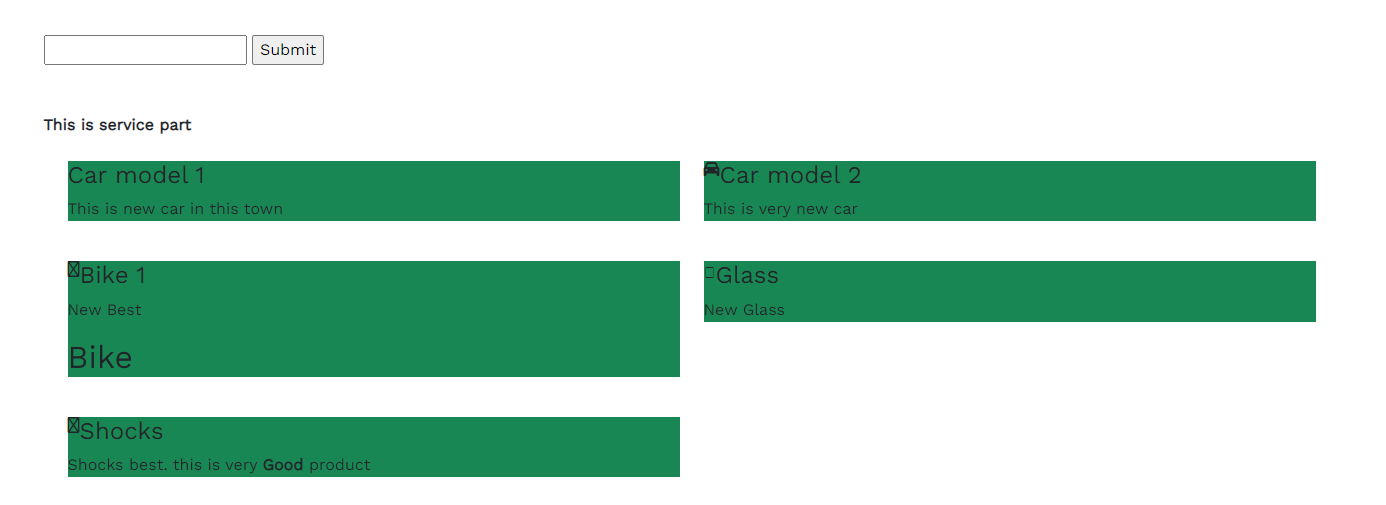 Submit
This is service part
Car model 1
This is new car in this town
Car model 2
This is very new car
Bike 1
New Best
Bike
Glass
New Glass
Shocks
Shocks best. this is very Good product